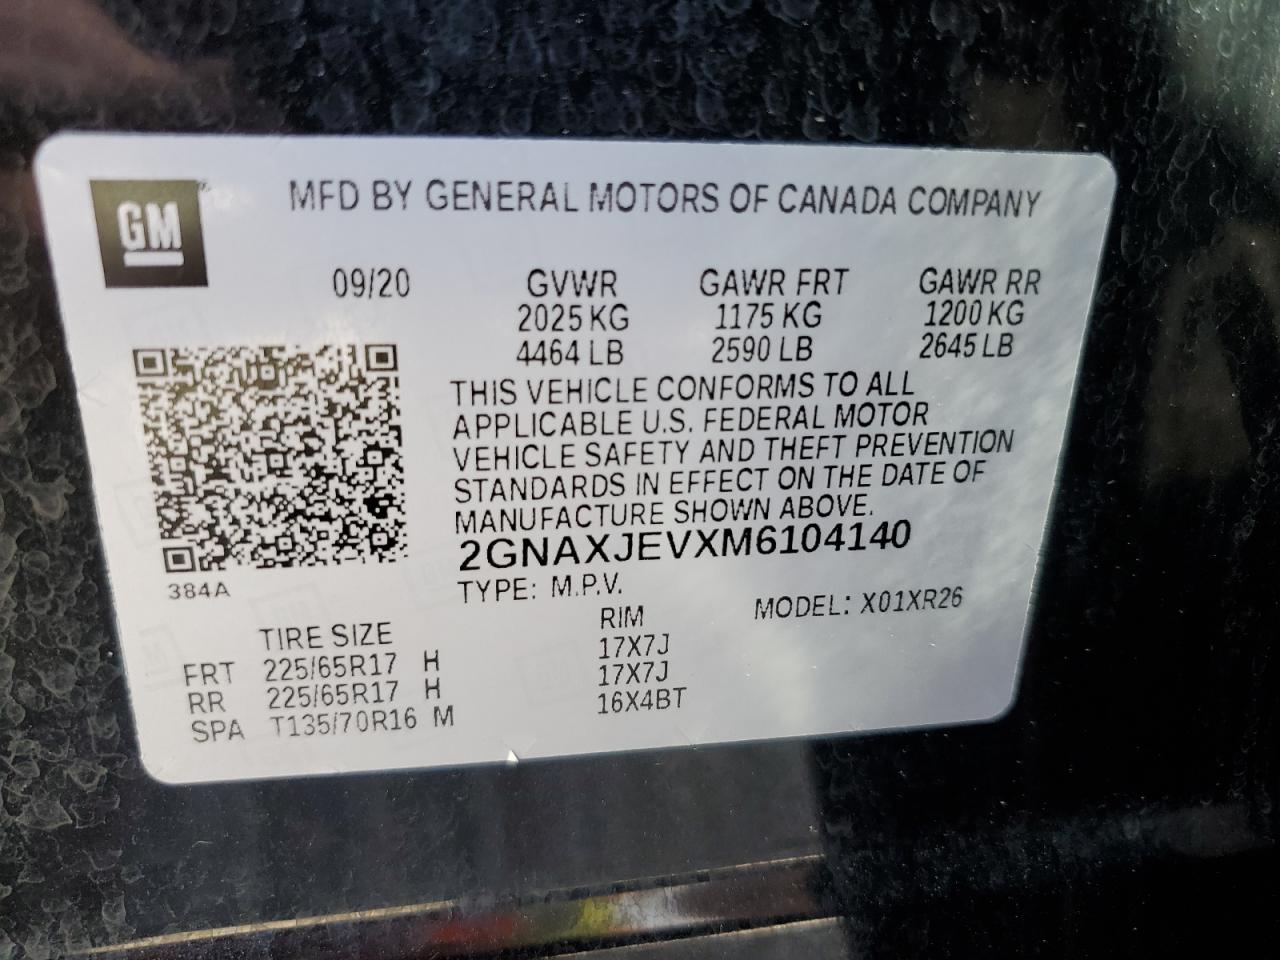 GM
MFD BY GENERAL MOTORS OF CANADA COMPANY
09/20 GVWR GAWR FRT GAWR RR
2025 KG 1175 KG 1200 KG
4464 LB 2590 LB 2645 LB
THIS VEHICLE CONFORMS TO ALL
APPLICABLE U.S. FEDERAL MOTOR
VEHICLE SAFETY AND THEFT PREVENTION
STANDARDS IN EFFECT ON THE DATE OF
MANUFACTURE SHOWN ABOVE.
2GNAXJEVXM6104140
384A
TYPE: M.P.V.
MODEL: X01XR26
TIRE SIZE RIM
FRT 225/65R17 H 17X7J
RR 225/65R17 H 17X7J
SPA T135/70R16 M 16X4BT